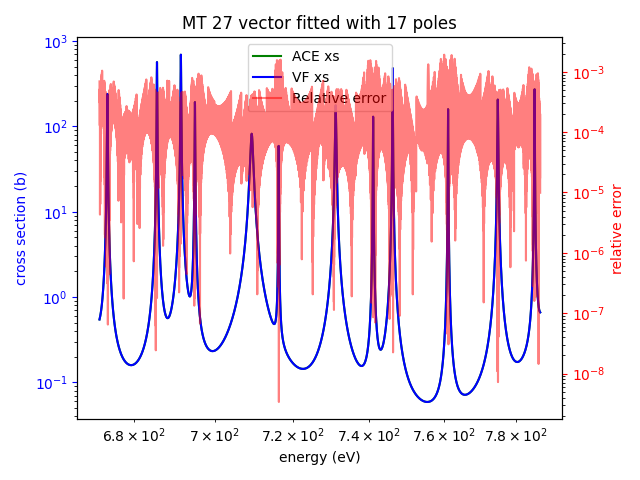 MT 27 vector fitted with 17 poles
ACE xs
VF xs
Relative error
10³
10²
10¹
10⁰
10⁻¹
cross section (b)
10⁻³
10⁻⁴
10⁻⁵
10⁻⁶
10⁻⁷
10⁻⁸
relative error
6.8 × 10² 7 × 10² 7.2 × 10² 7.4 × 10² 7.6 × 10² 7.8 × 10²
energy (eV)